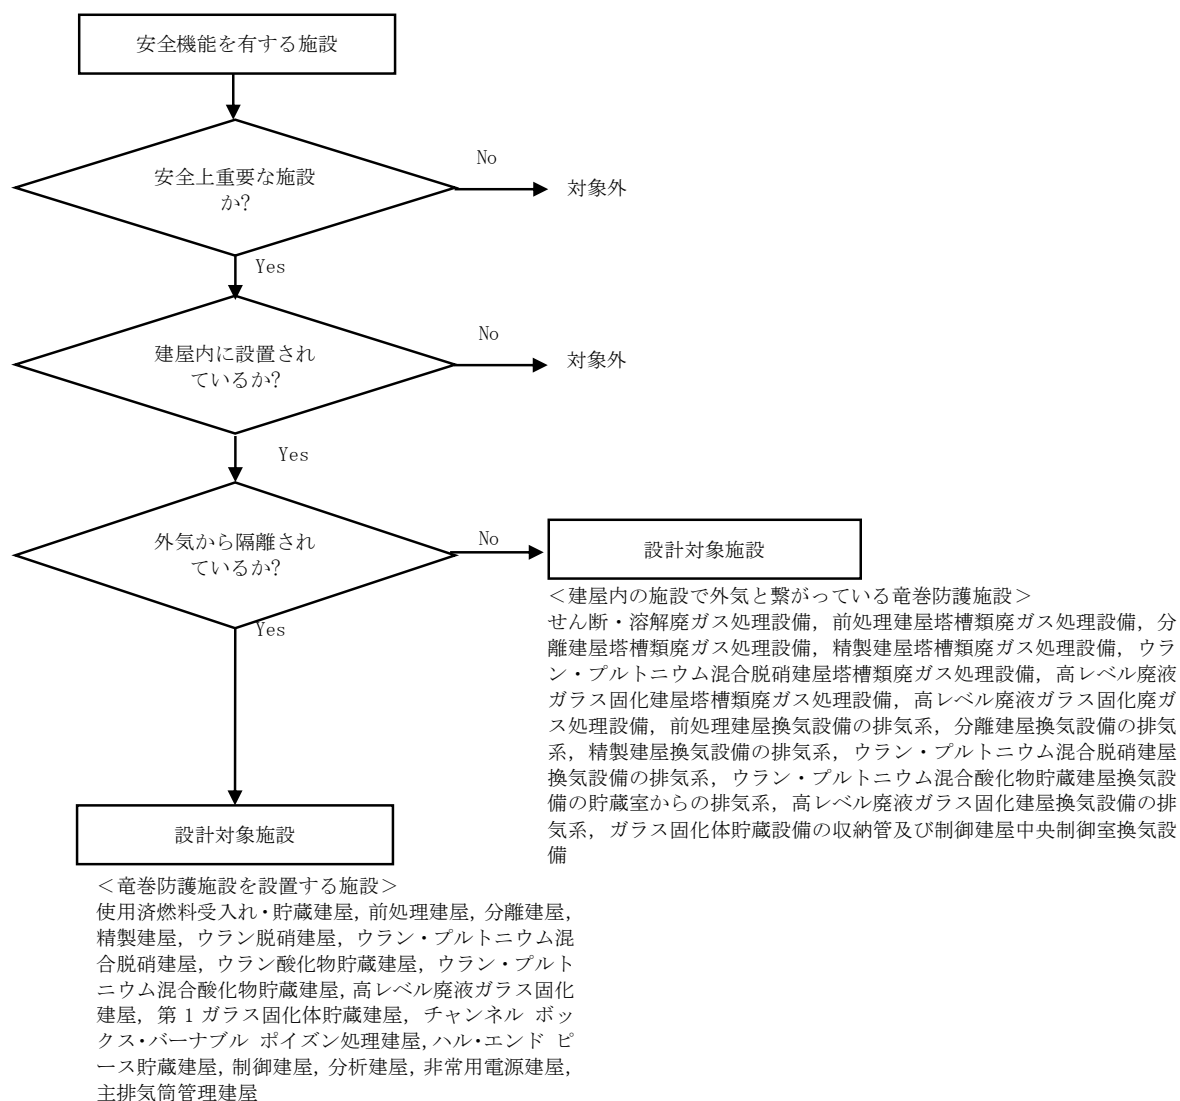 安全機能を有する施設
安全上重要な施設
か?
No
対象外
Yes
建屋内に設置され
ているか?
No
対象外
Yes
外気から隔離され
ているか?
No
設計対象施設
<建屋内の施設で外気と繋がっている竜巻防護施設>
せん断・溶解廃ガス処理設備, 前処理建屋塔槽類廃ガス処理設備, 分
離建屋塔槽類廃ガス処理設備, 精製建屋塔槽類廃ガス処理設備, ウラ
ン・プルトニウム混合脱硝建屋塔槽類廃ガス処理設備, 高レベル廃液
ガラス固化建屋塔槽類廃ガス処理設備, 高レベル廃液ガラス固化廃ガ
ス処理設備, 前処理建屋換気設備の排気系, 分離建屋換気設備の排気
系, 精製建屋換気設備の排気系, ウラン・プルトニウム混合脱硝建屋
換気設備の排気系, ウラン・プルトニウム混合酸化物貯蔵建屋換気設
備の貯蔵室からの排気系, 高レベル廃液ガラス固化建屋換気設備の排
気系, ガラス固化体貯蔵設備の収納管及び制御建屋中央制御室換気設
備
Yes
設計対象施設
<竜巻防護施設を設置する施設>
使用済燃料受入れ・貯蔵建屋, 前処理建屋, 分離建屋,
精製建屋, ウラン脱硝建屋, ウラン・プルトニウム混
合脱硝建屋, ウラン酸化物貯蔵建屋, ウラン・プルト
ニウム混合酸化物貯蔵建屋, 高レベル廃液ガラス固化
建屋, 第1ガラス固化体貯蔵建屋, チャンネル ボッ
クス・バーナブル ポイズン処理建屋, ハル・エンド ピ
ース貯蔵建屋, 制御建屋, 分析建屋, 非常用電源建屋,
主排気筒管理建屋